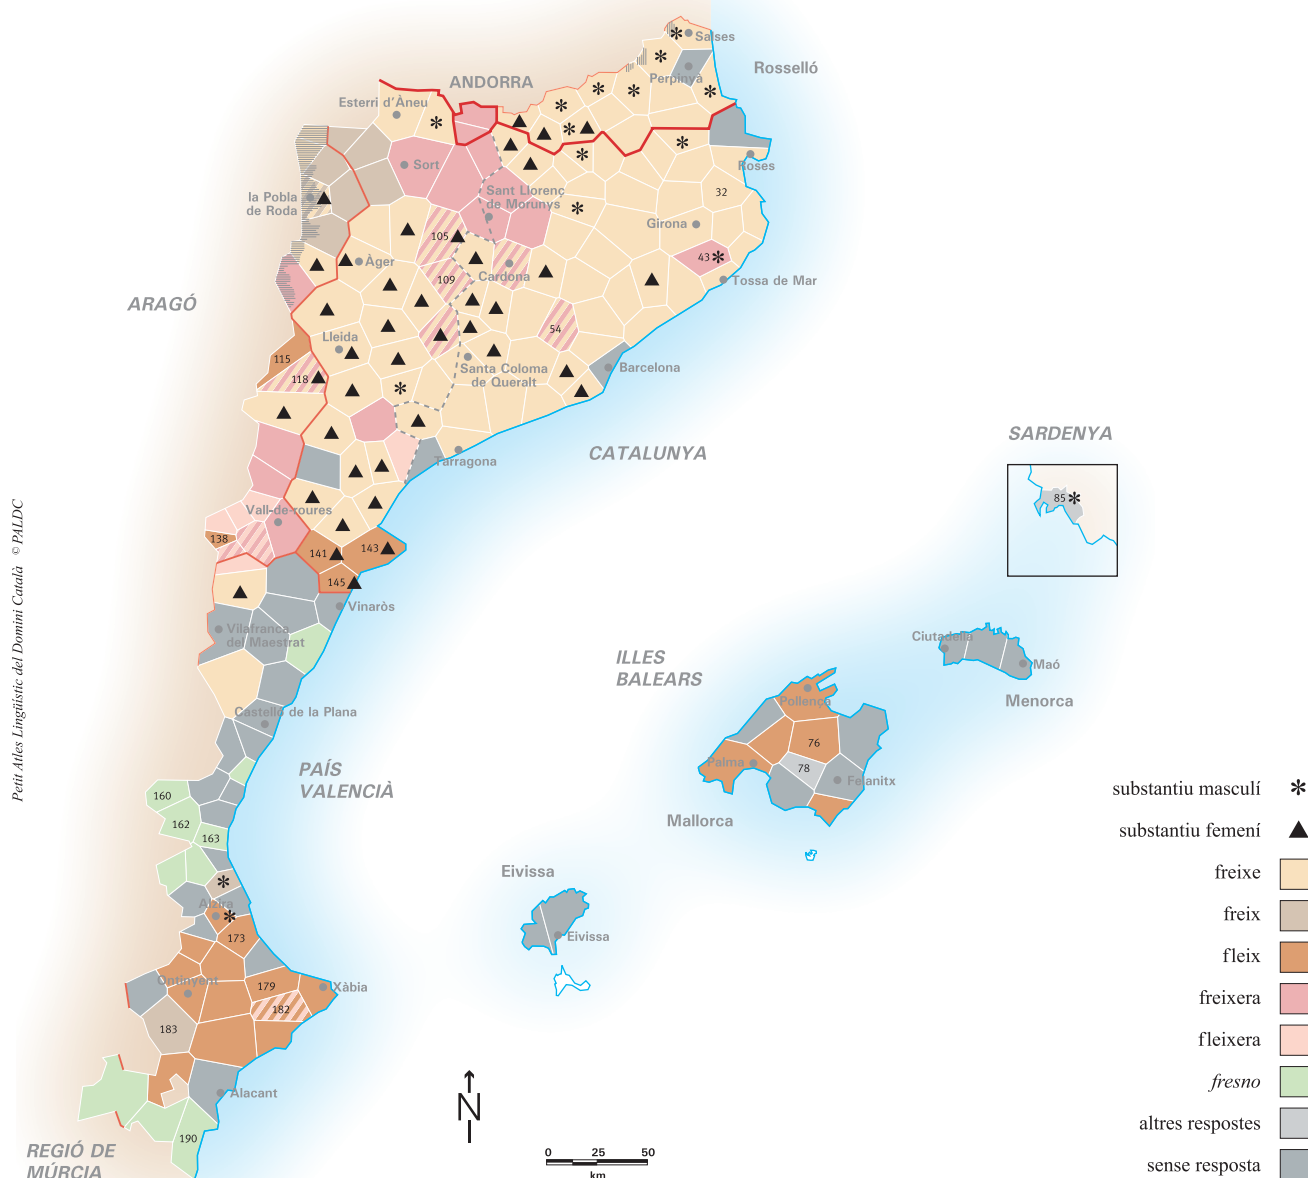 Salses
Rosselló
Perpinyà
ANDORRA
Esterri d'Àneu
Roses
Sort
la Pobla
de Roda
Sant Llorenç
de Morunys
32
Girona
105
43
Àger
Cardona
109
Tossa de Mar
ARAGÓ
54
Lleida
115
118
Santa Coloma
de Queralt
Barcelona
CATALUNYA
SARDENYA
Tarragona
85
Vall-de-roures
138
141
143
145
Vinaròs
Vilafranca
del Maestrat
Ciutadella
Maó
Menorca
ILLES
BALEARS
Pollença
Castelló de la Plana
76
78
Palma
Felanitx
Mallorca
PAÍS
VALENCIÀ
160
162
163
Eivissa
Eivissa
Alzira
173
Ontinyent
179
Xàbia
182
183
Alacant
190
REGIÓ DE
MÚRCIA
N
0 25 50
km
Petit Atles Lingüístic del Domini Català © PALDC
substantiu masculí
substantiu femení
freixe
freix
fleix
freixera
fleixera
fresno
altres respostes
sense resposta